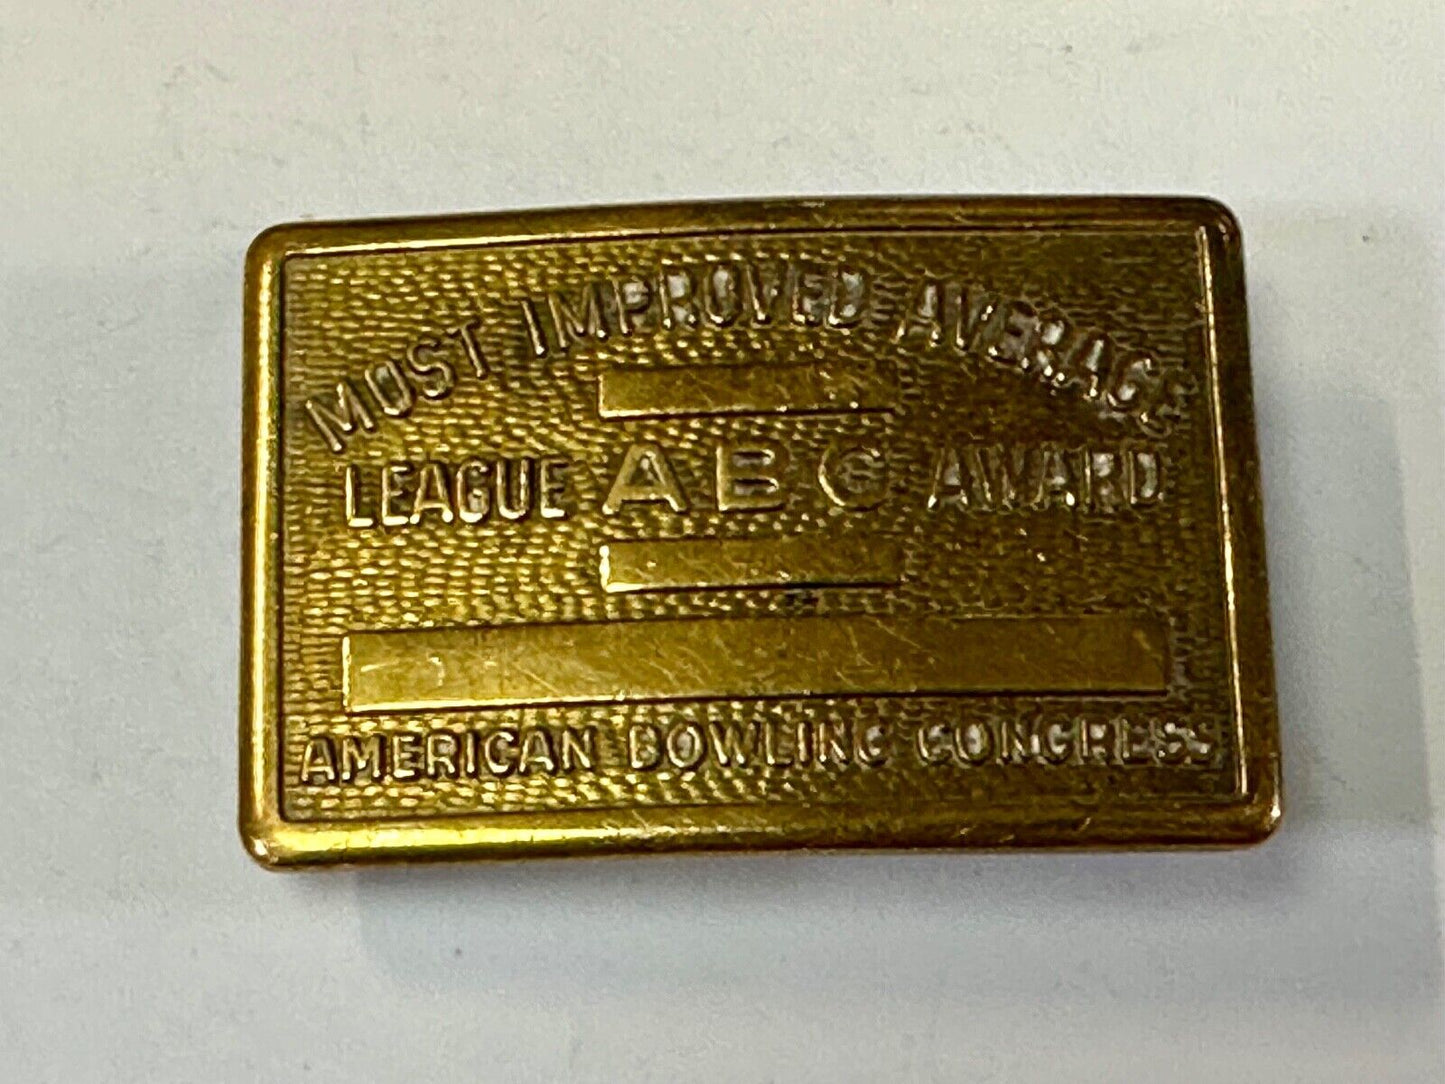 MOST IMPROVED AVERAGE
LEAGUE ABC AWARD
AMERICAN BOWLING CONGRESS